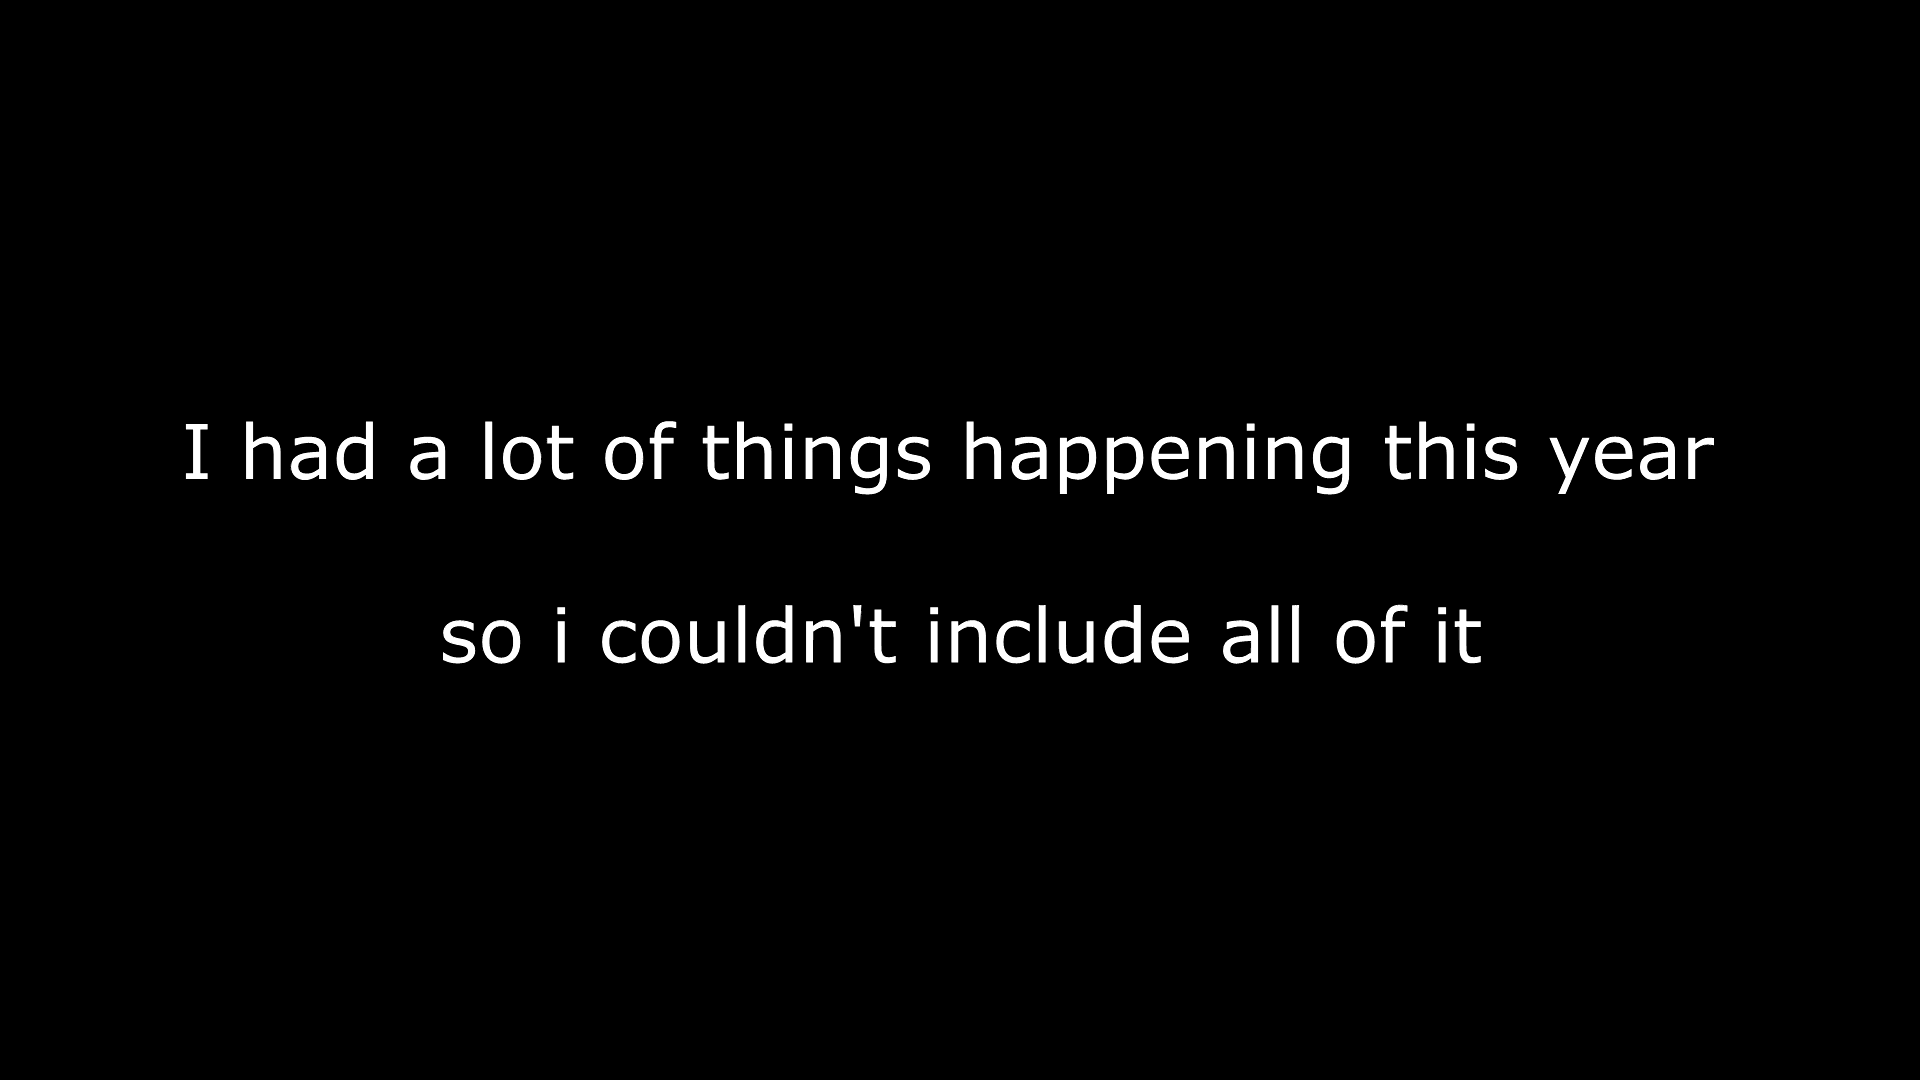 I had a lot of things happening this year
so i couldn't include all of it